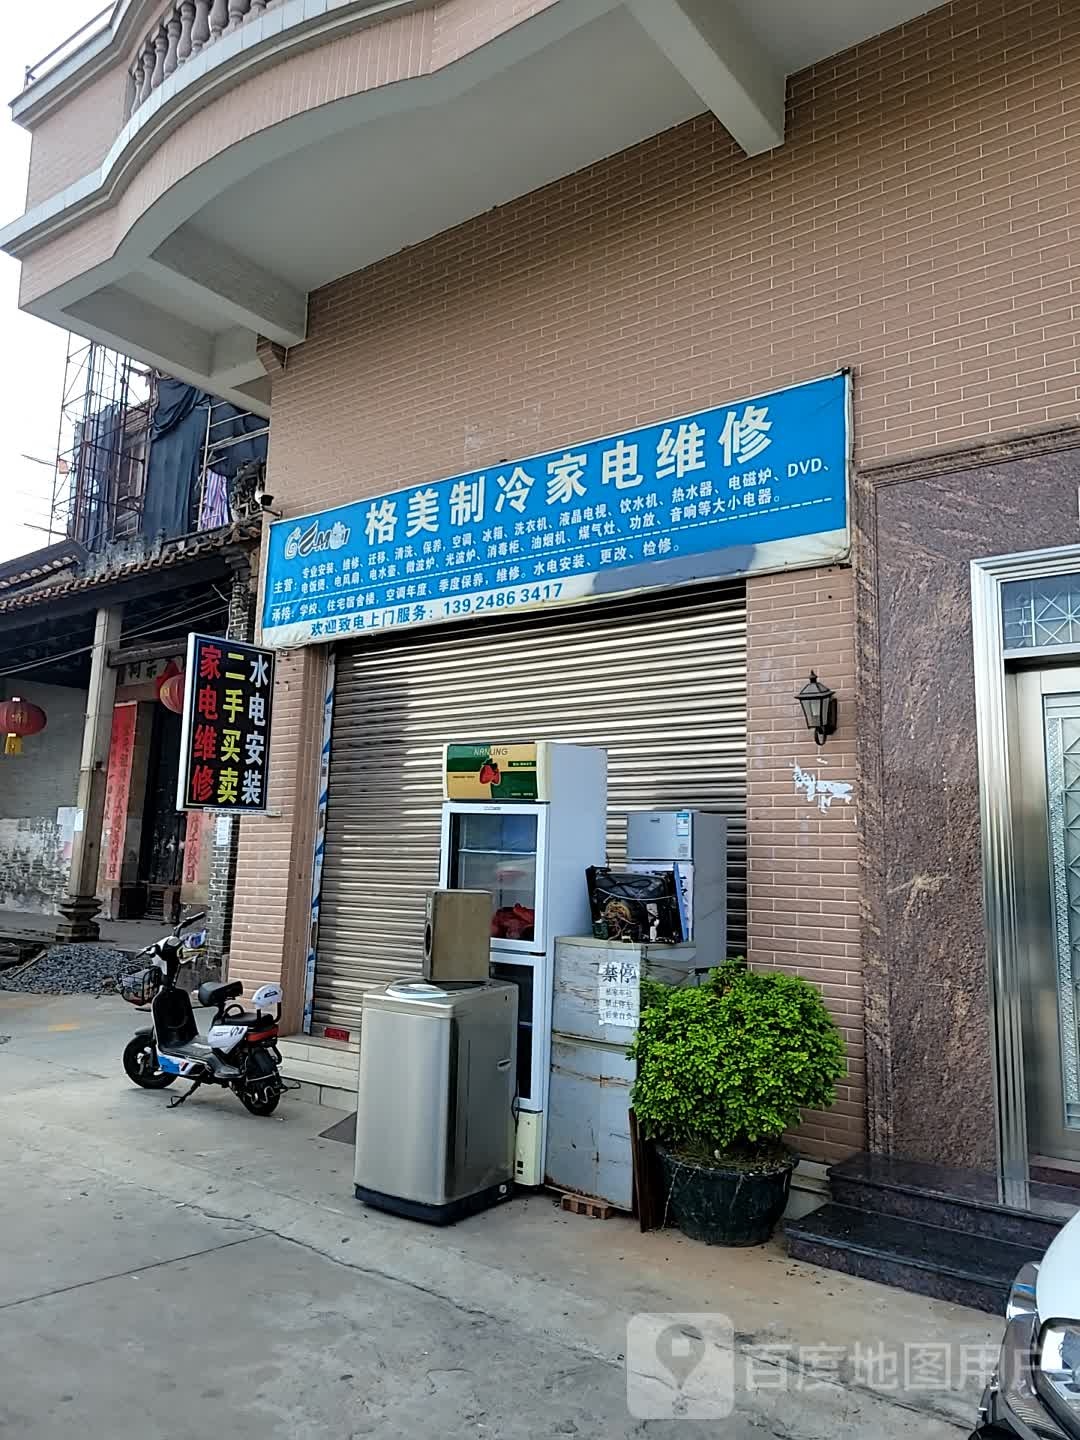 格美制冷家电维修
GEMEI
主营：专业安装、维修、迁移、清洗、保养，空调、冰箱、洗衣机、液晶电视、饮水机、热水器、电磁炉、DVD、
电饭煲、电风扇、电水壶、微波炉、光波炉、消毒柜、油烟机、煤气灶、功放、音响等大小电器。
承接：学校、住宅宿舍楼，空调年度、季度保养，维修。水电安装、更改、检修。
欢迎致电上门服务：13924863417
水电安装
二手买卖
家电维修
禁停
禁止停车
百度地图用户